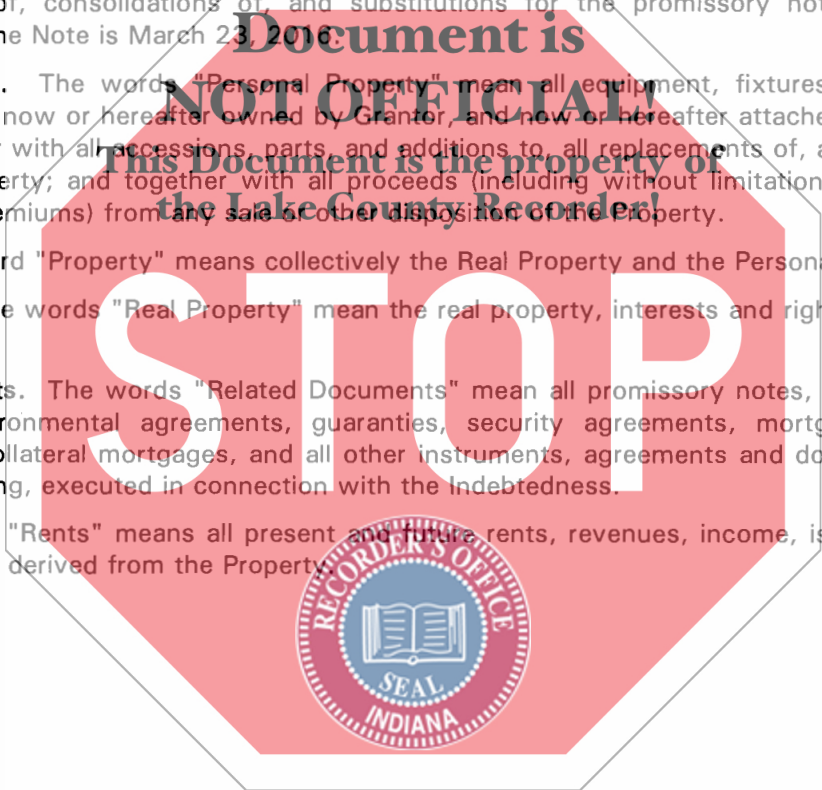 of, consolidations of, and substitutions for the promissory not
e Note is March 23, 2016.
Document is
. The words "Personal Property" mean all equipment, fixtures
NOT OFFICIAL!
now or hereafter owned by Grantor, and now or hereafter attache
with all accessions, parts, and additions to, all replacements of, a
This Document is the property of
erty; and together with all proceeds (including without limitation
the Lake County Recorder!
emiums) from any sale or other disposition of the Property.
rd "Property" means collectively the Real Property and the Persona
e words "Real Property" mean the real property, interests and righ
STOP
ts. The words "Related Documents" mean all promissory notes,
ronmental agreements, guaranties, security agreements, mortg
ollateral mortgages, and all other instruments, agreements and do
ng, executed in connection with the Indebtedness.
"Rents" means all present and future rents, revenues, income, is
derived from the Property.
RECORDER'S OFFICE
SEAL
INDIANA